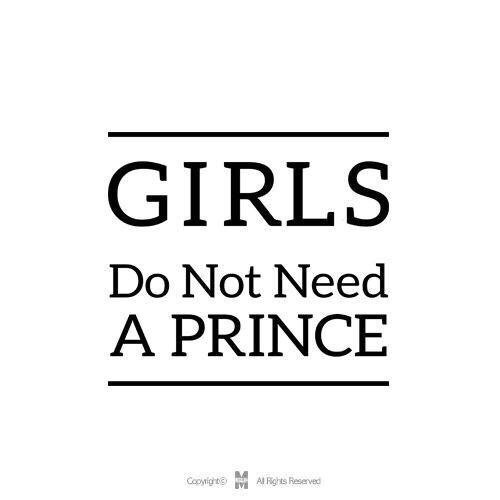 GIRLS
Do Not Need
A PRINCE
Copyright© M All Rights Reserved